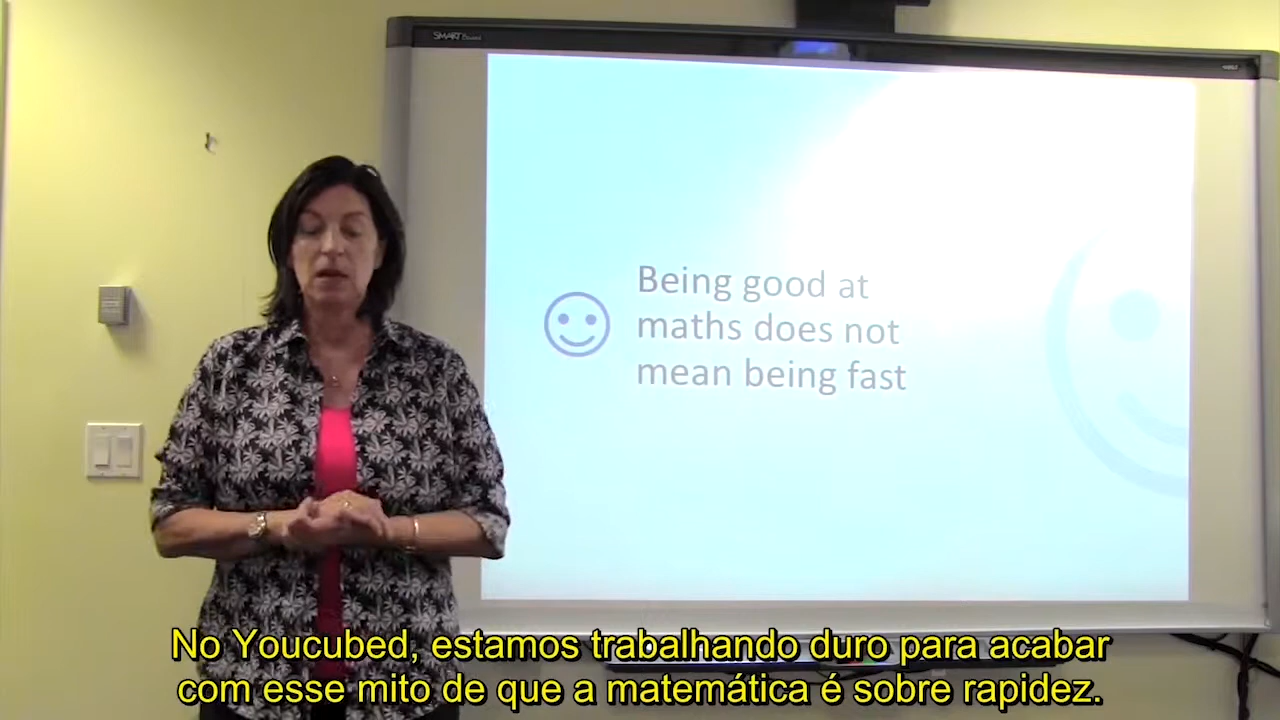 SMART Board
Being good at
maths does not
mean being fast
No Youcubed, estamos trabalhando duro para acabar
com esse mito de que a matemática é sobre rapidez.